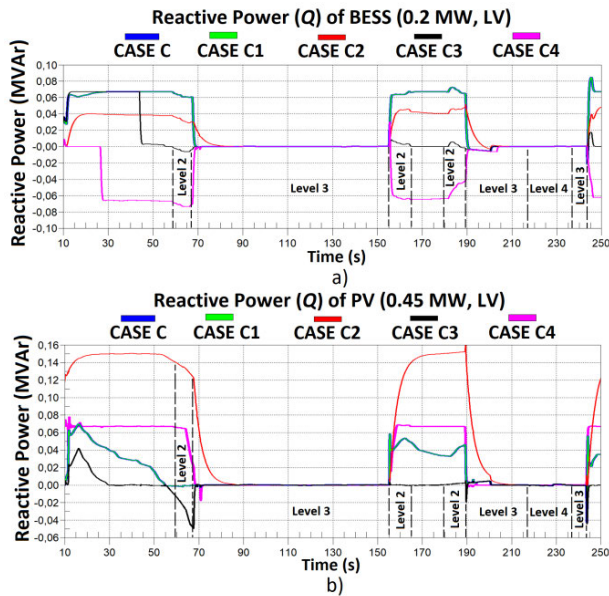 Reactive Power (Q) of BESS (0.2 MW, LV)
CASE C CASE C1 CASE C2 CASE C3 CASE C4
Reactive Power (MVAr)
0,10
0,08
0,06
0,04
0,02
0,00
-0,02
-0,04
-0,06
-0,08
-0,10
Level 2
Level 3
Level 2
Level 2
Level 3
Level 4
Level 3
10 30 50 70 90 110 130 150 170 190 210 230 250
Time (s)
a)
Reactive Power (Q) of PV (0.45 MW, LV)
CASE C CASE C1 CASE C2 CASE C3 CASE C4
Reactive Power (MVAr)
0,16
0,14
0,12
0,10
0,08
0,06
0,04
0,02
0,00
-0,02
-0,04
-0,06
Level 2
Level 3
Level 2
Level 2
Level 3
Level 4
Level 3
10 30 50 70 90 110 130 150 170 190 210 230 250
Time (s)
b)